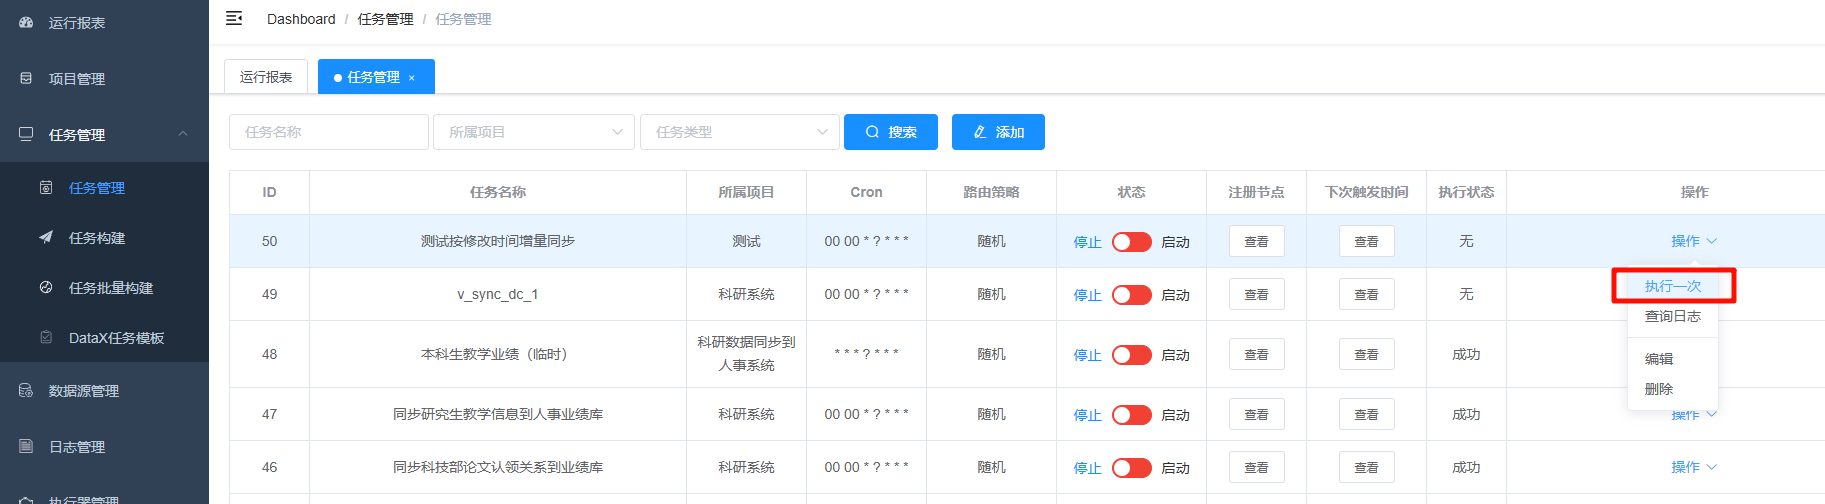 运行报表
项目管理
任务管理
任务管理
任务构建
任务批量构建
DataX任务模板
数据源管理
日志管理
执行器管理
Dashboard / 任务管理 / 任务管理
运行报表 任务管理 ×
任务名称 所属项目 任务类型 搜索 添加
ID 任务名称 所属项目 Cron 路由策略 状态 注册节点 下次触发时间 执行状态 操作
50 测试按修改时间增量同步 测试 00 00 * ? * * * 随机 停止 启动 查看 查看 无 操作
49 v_sync_dc_1 科研系统 00 00 * ? * * * 随机 停止 启动 查看 查看 无
48 本科生教学业绩（临时） 科研数据同步到人事系统 * * * ? * * * 随机 停止 启动 查看 查看 成功
47 同步研究生教学信息到人事业绩库 科研系统 00 00 * ? * * * 随机 停止 启动 查看 查看 成功 操作
46 同步科技部论文认领关系到业绩库 科研系统 00 00 * ? * * * 随机 停止 启动 查看 查看 成功 操作
执行一次
查询日志
编辑
删除